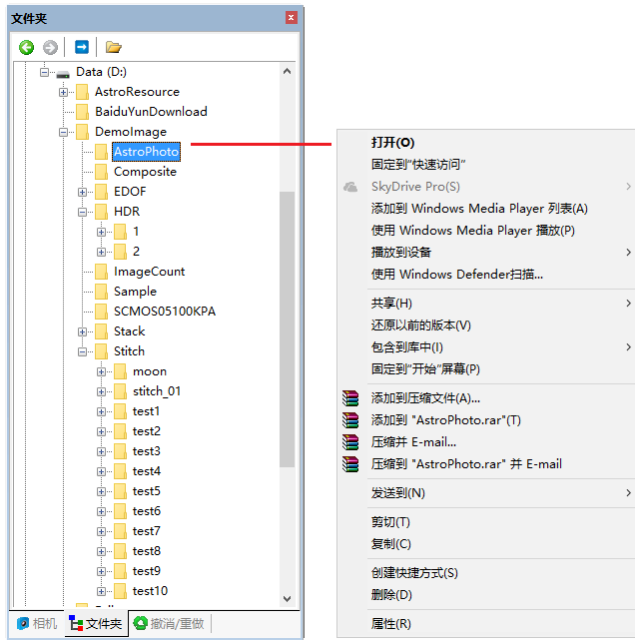 文件夹
Data (D:)
AstroResource
BaiduYunDownload
DemoImage
AstroPhoto
Composite
EDOF
HDR
1
2
ImageCount
Sample
SCMOS05100KPA
Stack
Stitch
moon
stitch_01
test1
test2
test3
test4
test5
test6
test7
test8
test9
test10
相机 文件夹 撤消/重做
打开(O)
固定到"快速访问"
SkyDrive Pro(S)
添加到 Windows Media Player 列表(A)
使用 Windows Media Player 播放(P)
播放到设备
使用 Windows Defender扫描...
共享(H)
还原以前的版本(V)
包含到库中(I)
固定到"开始"屏幕(P)
添加到压缩文件(A)...
添加到 "AstroPhoto.rar"(T)
压缩并 E-mail...
压缩到 "AstroPhoto.rar" 并 E-mail
发送到(N)
剪切(T)
复制(C)
创建快捷方式(S)
删除(D)
属性(R)